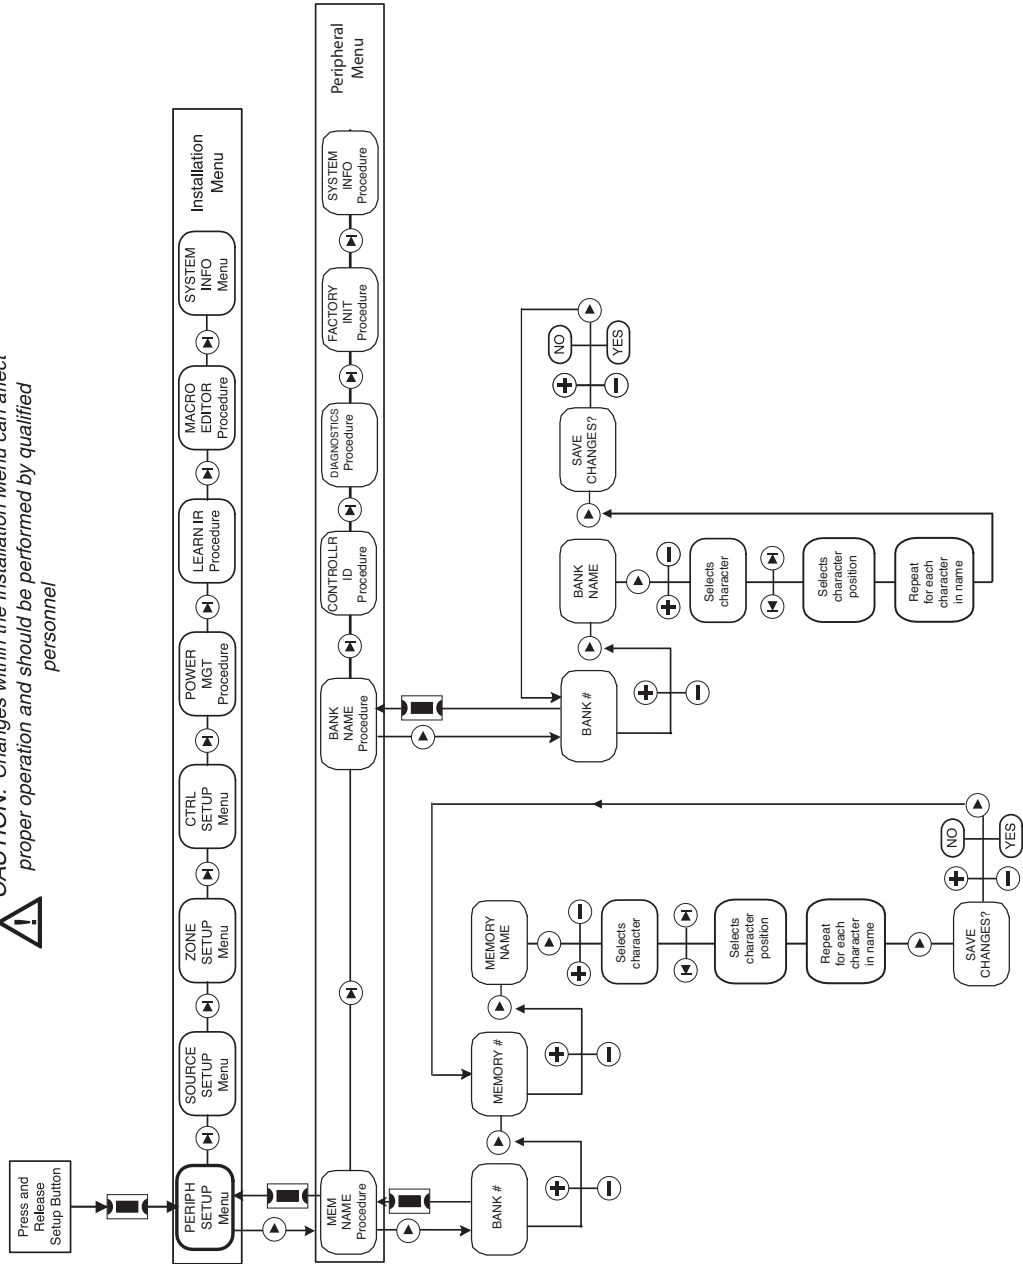 CAUTION: Changes within the Installation Menu can affect
proper operation and should be performed by qualified
personnel
Press and
Release
Setup Button
PERIPH
SETUP
Menu
SOURCE
SETUP
Menu
ZONE
SETUP
Menu
CTRL
SETUP
Menu
POWER
MGT
Procedure
LEARN IR
Procedure
MACRO
EDITOR
Procedure
SYSTEM
INFO
Menu
Installation
Menu
MEM
NAME
Procedure
BANK
NAME
Procedure
CONTROLLR
ID
Procedure
DIAGNOSTICS
Procedure
FACTORY
INIT
Procedure
SYSTEM
INFO
Procedure
Peripheral
Menu
BANK #
MEMORY #
MEMORY
NAME
Selects
character
Selects
character
position
Repeat
for each
character
in name
SAVE
CHANGES?
NO
YES
BANK #
BANK
NAME
Selects
character
Selects
character
position
Repeat
for each
character
in name
SAVE
CHANGES?
NO
YES